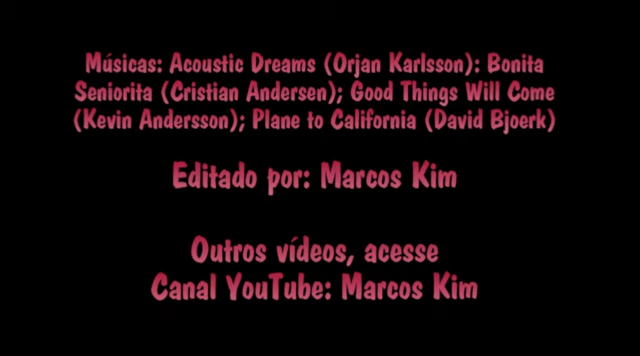 Músicas: Acoustic Dreams (Orjan Karlsson): Bonita
Seniorita (Cristian Andersen); Good Things Will Come
(Kevin Andersson); Plane to California (David Bjoerk)
Editado por: Marcos Kim
Outros vídeos, acesse
Canal YouTube: Marcos Kim